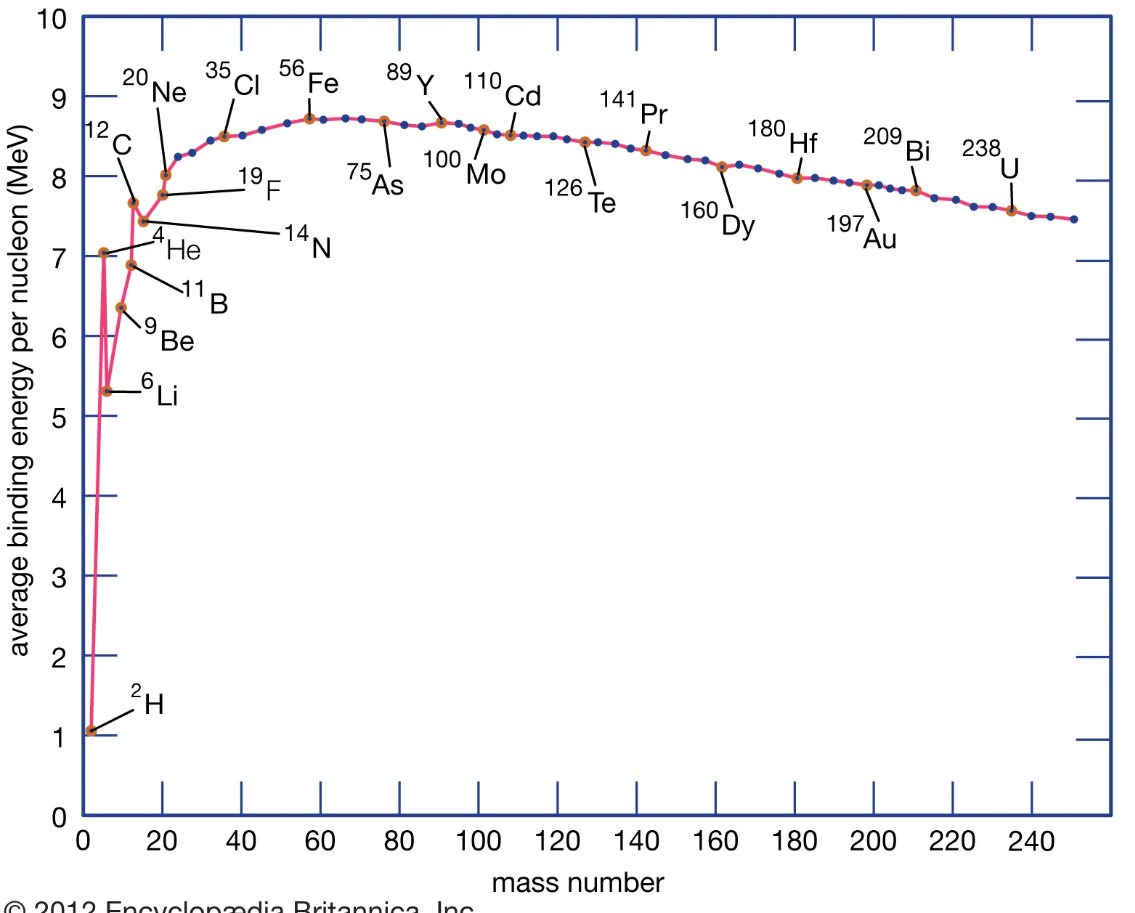 10
9
8
7
6
5
4
3
2
1
0
average binding energy per nucleon (MeV)
0 20 40 60 80 100 120 140 160 180 200 220 240
mass number
²H
⁴He
⁶Li
⁹Be
¹¹B
¹²C
¹⁴N
¹⁹F
²⁰Ne
³⁵Cl
⁵⁶Fe
⁷⁵As
⁸⁹Y
¹⁰⁰Mo
¹¹⁰Cd
¹²⁶Te
¹⁴¹Pr
¹⁶⁰Dy
¹⁸⁰Hf
¹⁹⁷Au
²⁰⁹Bi
²³⁸U
© 2012 Encyclopædia Britannica, Inc.